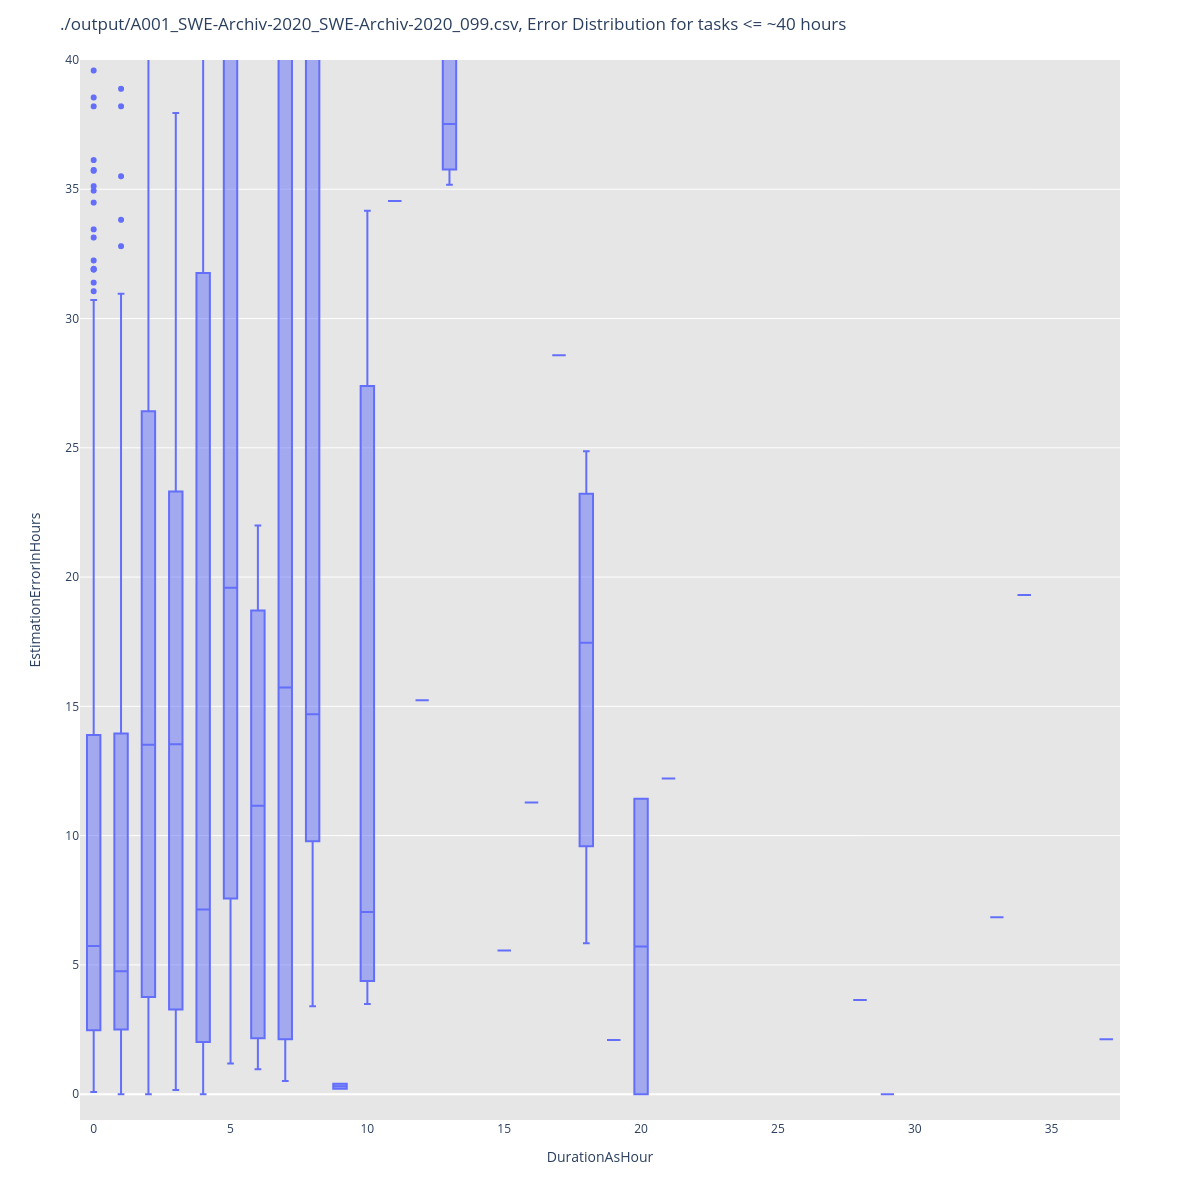 ./output/A001_SWE-Archiv-2020_SWE-Archiv-2020_099.csv, Error Distribution for tasks <= ~40 hours
40
35
30
25
20
15
10
5
0
EstimationErrorInHours
0 5 10 15 20 25 30 35
DurationAsHour